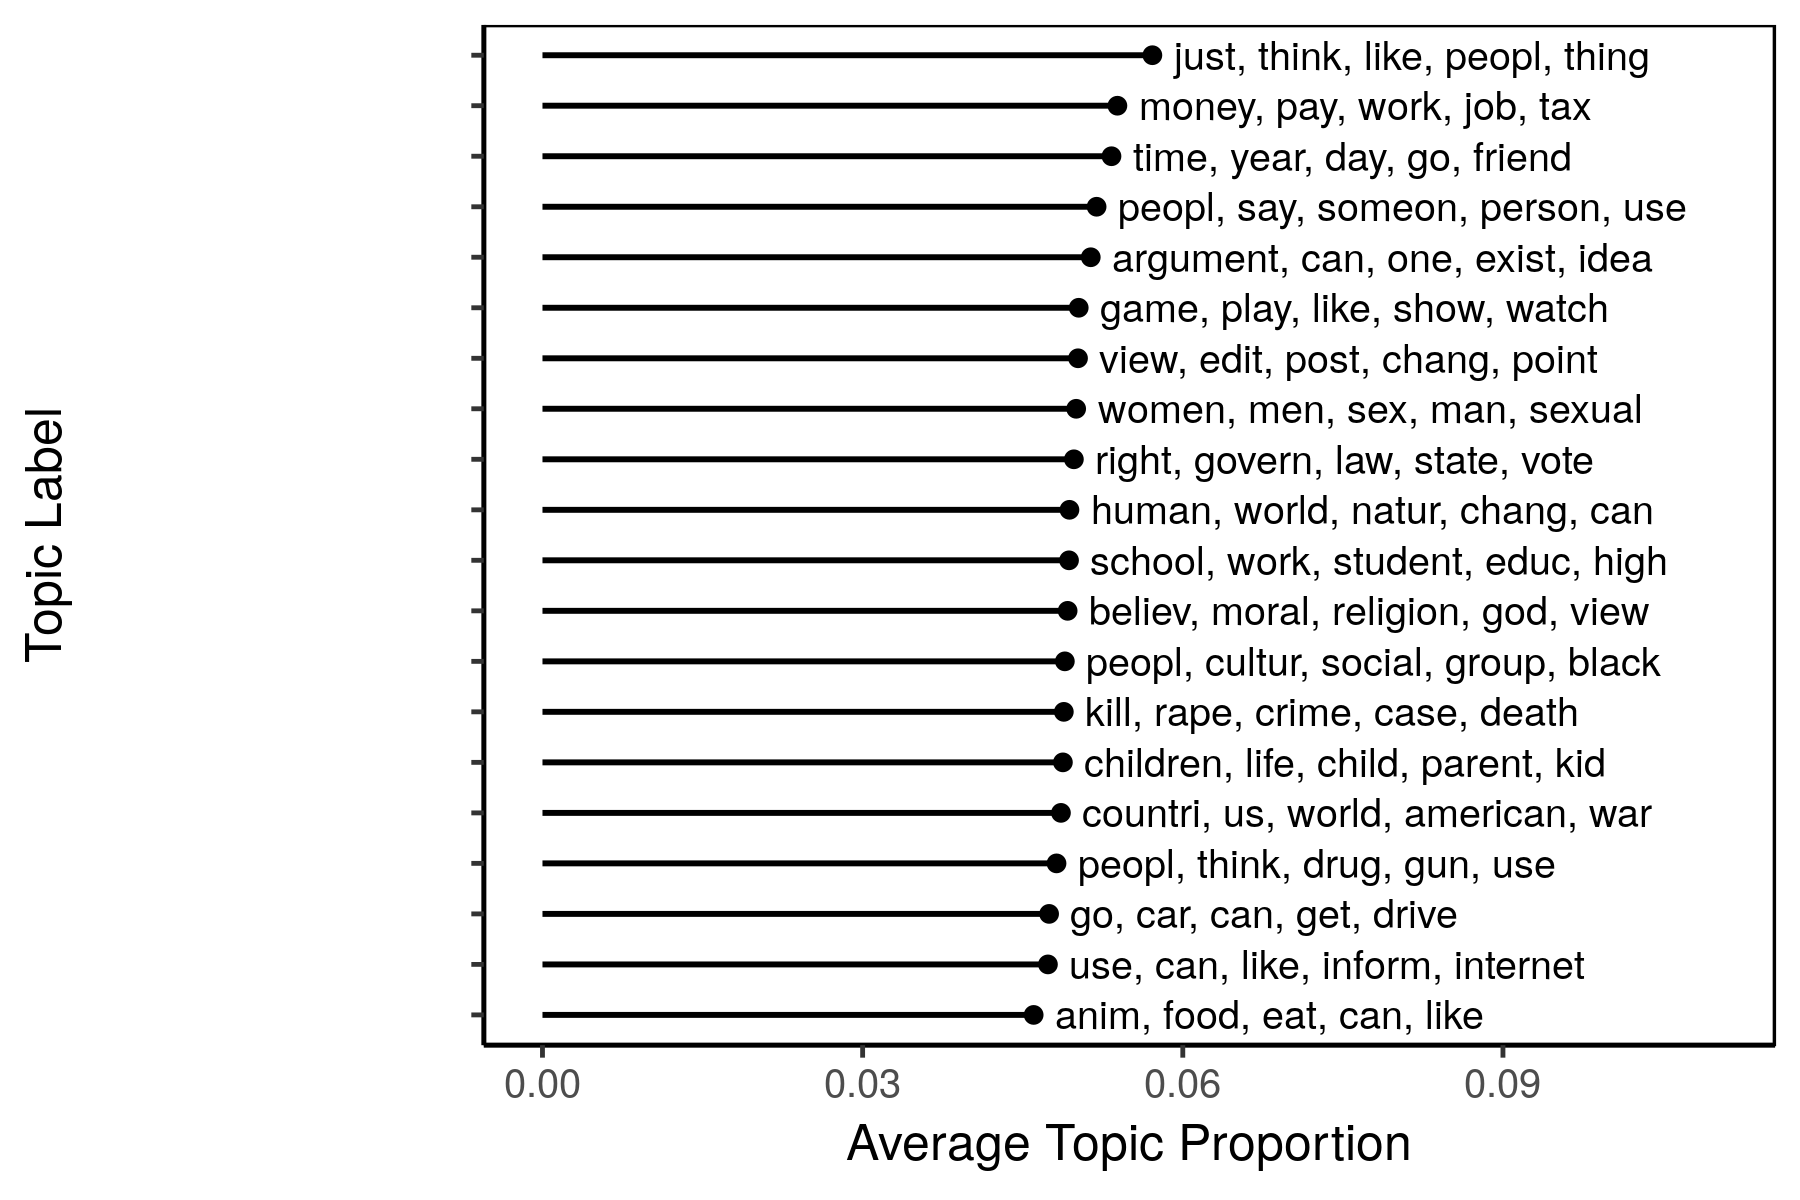 just, think, like, peopl, thing
money, pay, work, job, tax
time, year, day, go, friend
peopl, say, someon, person, use
argument, can, one, exist, idea
game, play, like, show, watch
view, edit, post, chang, point
women, men, sex, man, sexual
right, govern, law, state, vote
human, world, natur, chang, can
school, work, student, educ, high
believ, moral, religion, god, view
peopl, cultur, social, group, black
kill, rape, crime, case, death
children, life, child, parent, kid
countri, us, world, american, war
peopl, think, drug, gun, use
go, car, can, get, drive
use, can, like, inform, internet
anim, food, eat, can, like
Topic Label
0.00 0.03 0.06 0.09
Average Topic Proportion